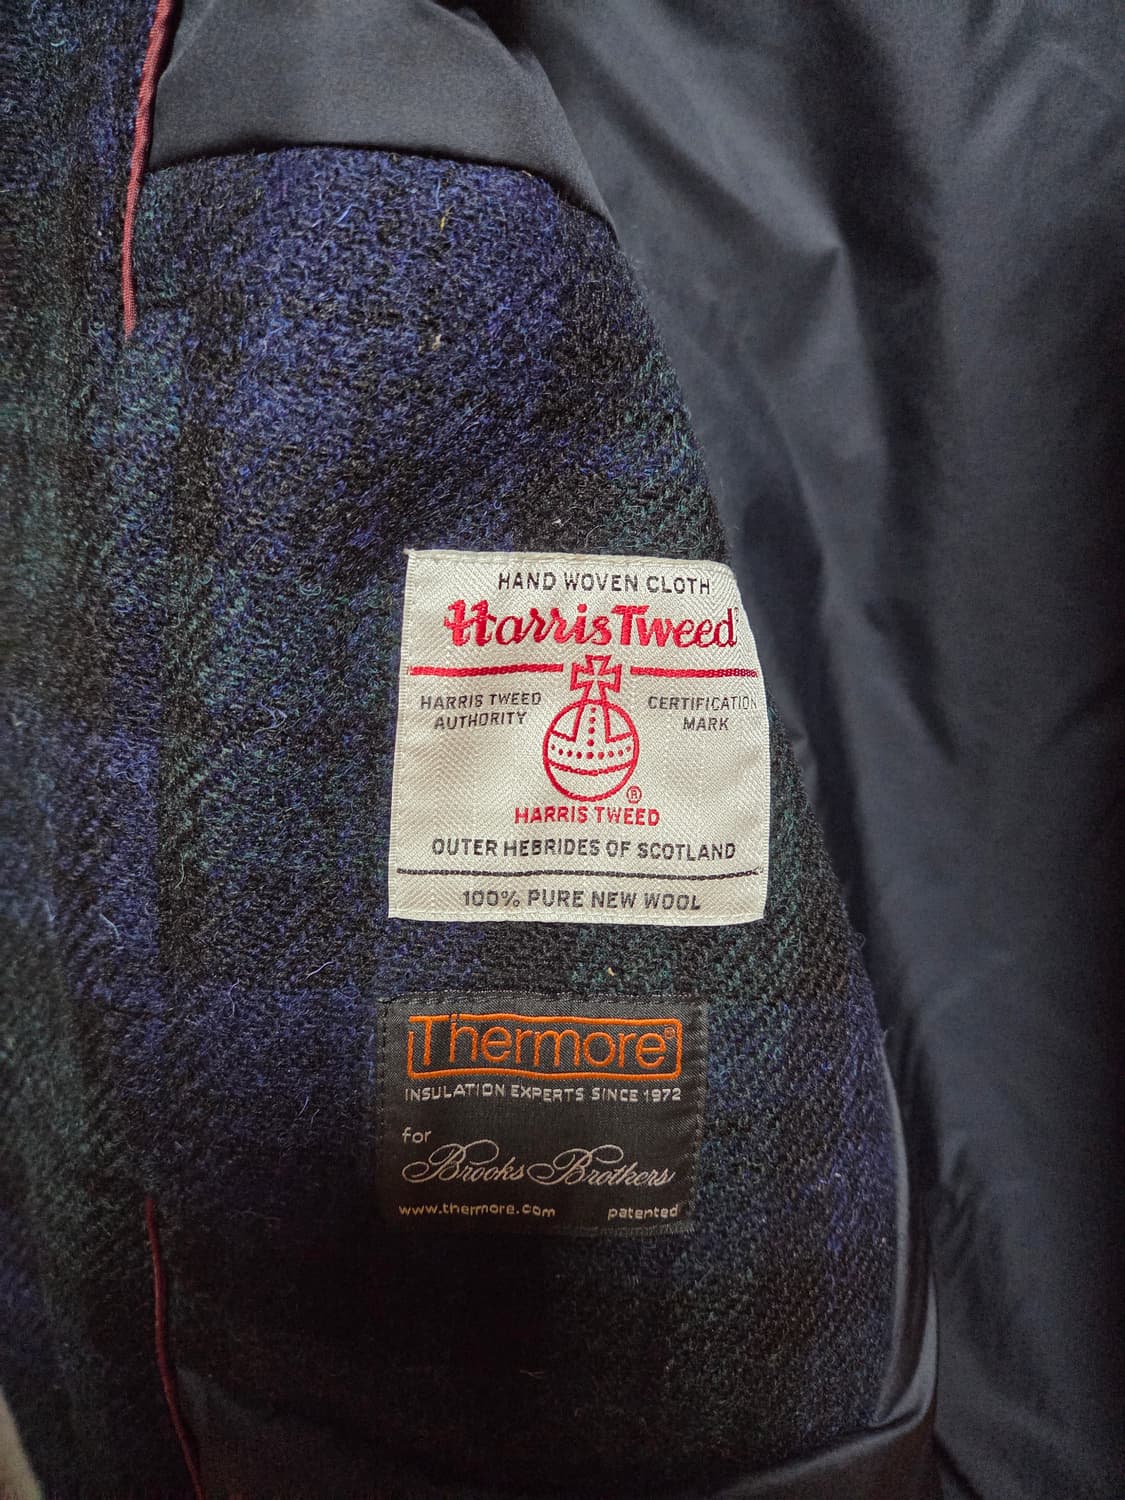 HAND WOVEN CLOTH
Harris Tweed
HARRIS TWEED CERTIFICATION
AUTHORITY MARK
®
HARRIS TWEED
OUTER HEBRIDES OF SCOTLAND
100% PURE NEW WOOL
Thermore®
INSULATION EXPERTS SINCE 1972
for
Brooks Brothers
www.thermore.com patented